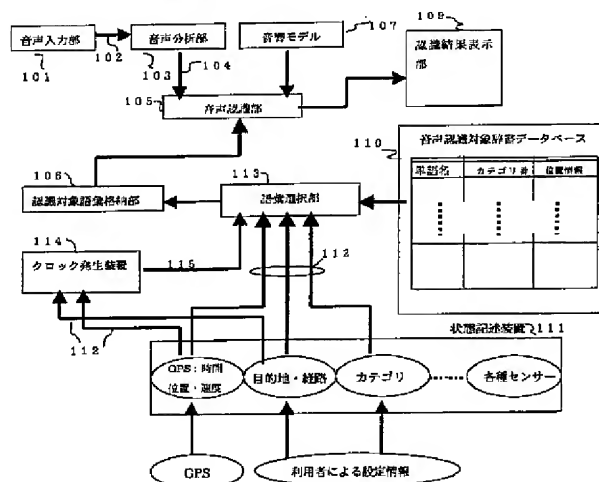 音声入力部
101
102
音声分析部
103
104
音響モデル
107
109
認識結果表示
部
105
音声認識部
110
音声認識対象辞書データベース
単語名
カテゴリ名
位置情報
106
認識対象語彙格納部
113
語彙選択部
114
クロック発生装置
115
112
112
状態記述装置
111
GPS:時間
位置・速度
目的地・経路
カテゴリ
各種センサー
GPS
利用者による設定情報